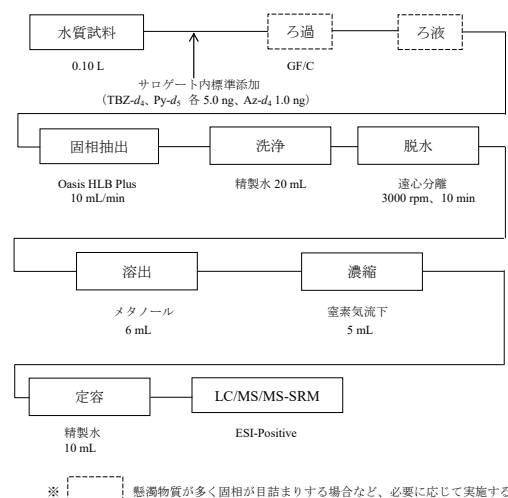 水質試料
ろ過
ろ液
0.10 L
GF/C
サロゲート内標準添加
（TBZ-d4、Py-d5 各 5.0 ng、Az-d4 1.0 ng）
固相抽出
洗浄
脱水
Oasis HLB Plus
10 mL/min
精製水 20 mL
遠心分離
3000 rpm、10 min
溶出
濃縮
メタノール
6 mL
窒素気流下
5 mL
定容
LC/MS/MS-SRM
精製水
10 mL
ESI-Positive
※
懸濁物質が多く固相が目詰まりする場合など、必要に応じて実施する